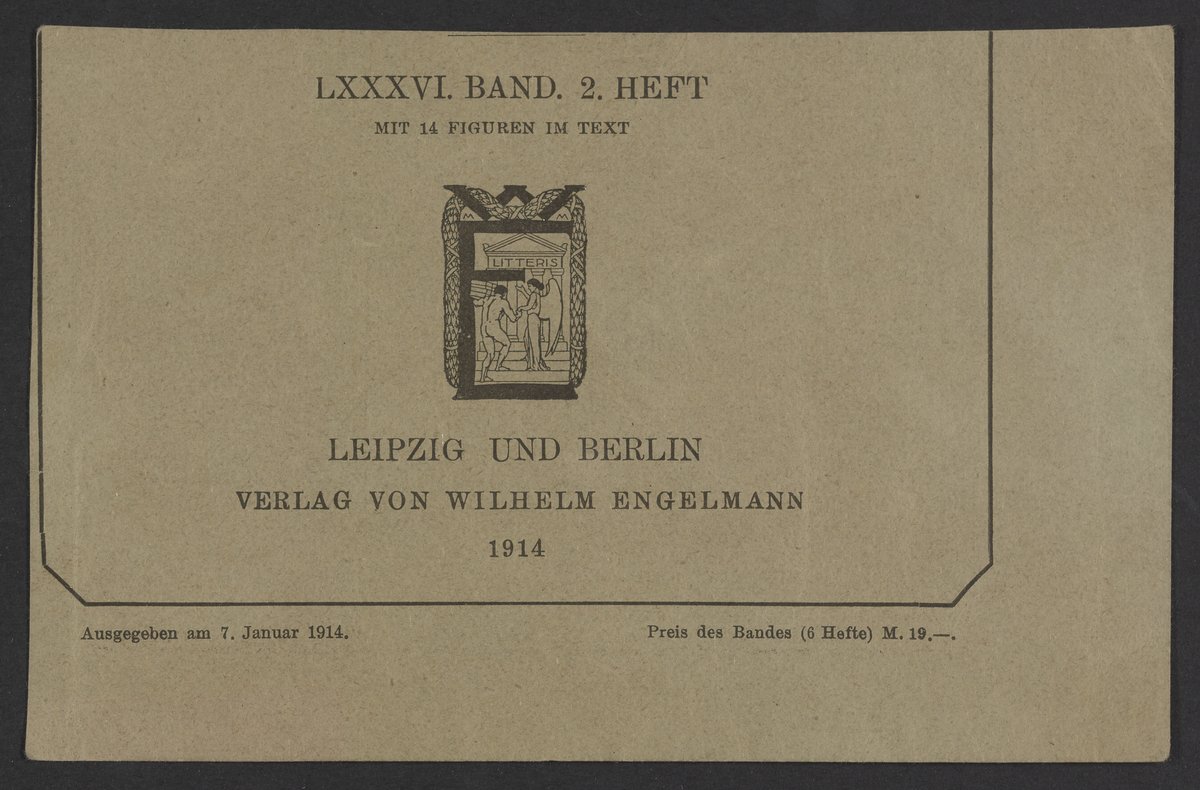 LXXXVI. BAND. 2. HEFT
MIT 14 FIGUREN IM TEXT
LITTERIS
LEIPZIG UND BERLIN
VERLAG VON WILHELM ENGELMANN
1914
Ausgegeben am 7. Januar 1914.
Preis des Bandes (6 Hefte) M. 19.—.